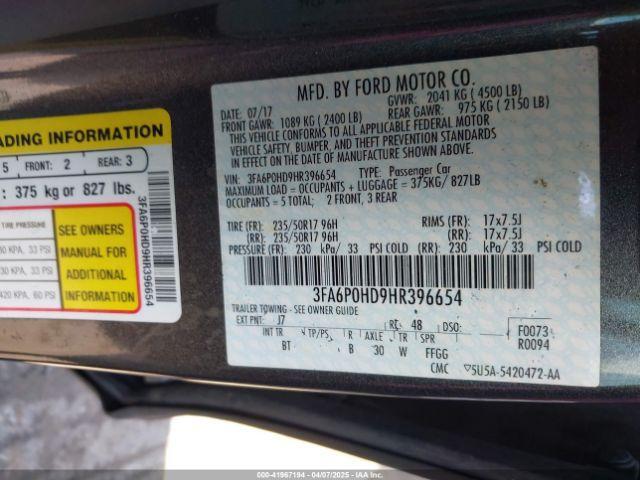 MFD. BY FORD MOTOR CO.
DATE: 07/17 GVWR: 2041 KG ( 4500 LB)
FRONT GAWR: 1089 KG ( 2400 LB) REAR GAWR: 975 KG ( 2150 LB)
THIS VEHICLE CONFORMS TO ALL APPLICABLE FEDERAL MOTOR
VEHICLE SAFETY, BUMPER, AND THEFT PREVENTION STANDARDS
IN EFFECT ON THE DATE OF MANUFACTURE SHOWN ABOVE.
VIN: 3FA6P0HD9HR396654 TYPE: Passenger Car
MAXIMUM LOAD = OCCUPANTS + LUGGAGE = 375KG/ 827LB
OCCUPANTS = 5 TOTAL; 2 FRONT, 3 REAR
TIRE (FR): 235/50R17 96H RIMS (FR): 17x7.5J
(RR): 235/50R17 96H (RR): 17x7.5J
PRESSURE (FR): 230 kPa/ 33 PSI COLD (RR): 230 kPa/ 33 PSI COLD
3FA6P0HD9HR396654
TRAILER TOWING - SEE OWNER GUIDE
EXT PNT: J7 RC: 48 DSO: F0073
INT TR TP/PS R AXLE TR SPR R0094
BT B 30 W FFGG
CMC 5U5A-5420472-AA
ADING INFORMATION
5 FRONT: 2 REAR: 3
: 375 kg or 827 lbs.
TIRE PRESSURE
KPA, 33 PSI
KPA, 33 PSI
420 KPA, 60 PSI
SEE OWNERS
MANUAL FOR
ADDITIONAL
INFORMATION
3FA6P0HD9HR396654
000-41967194 - 04/07/2025 - IAAI.com